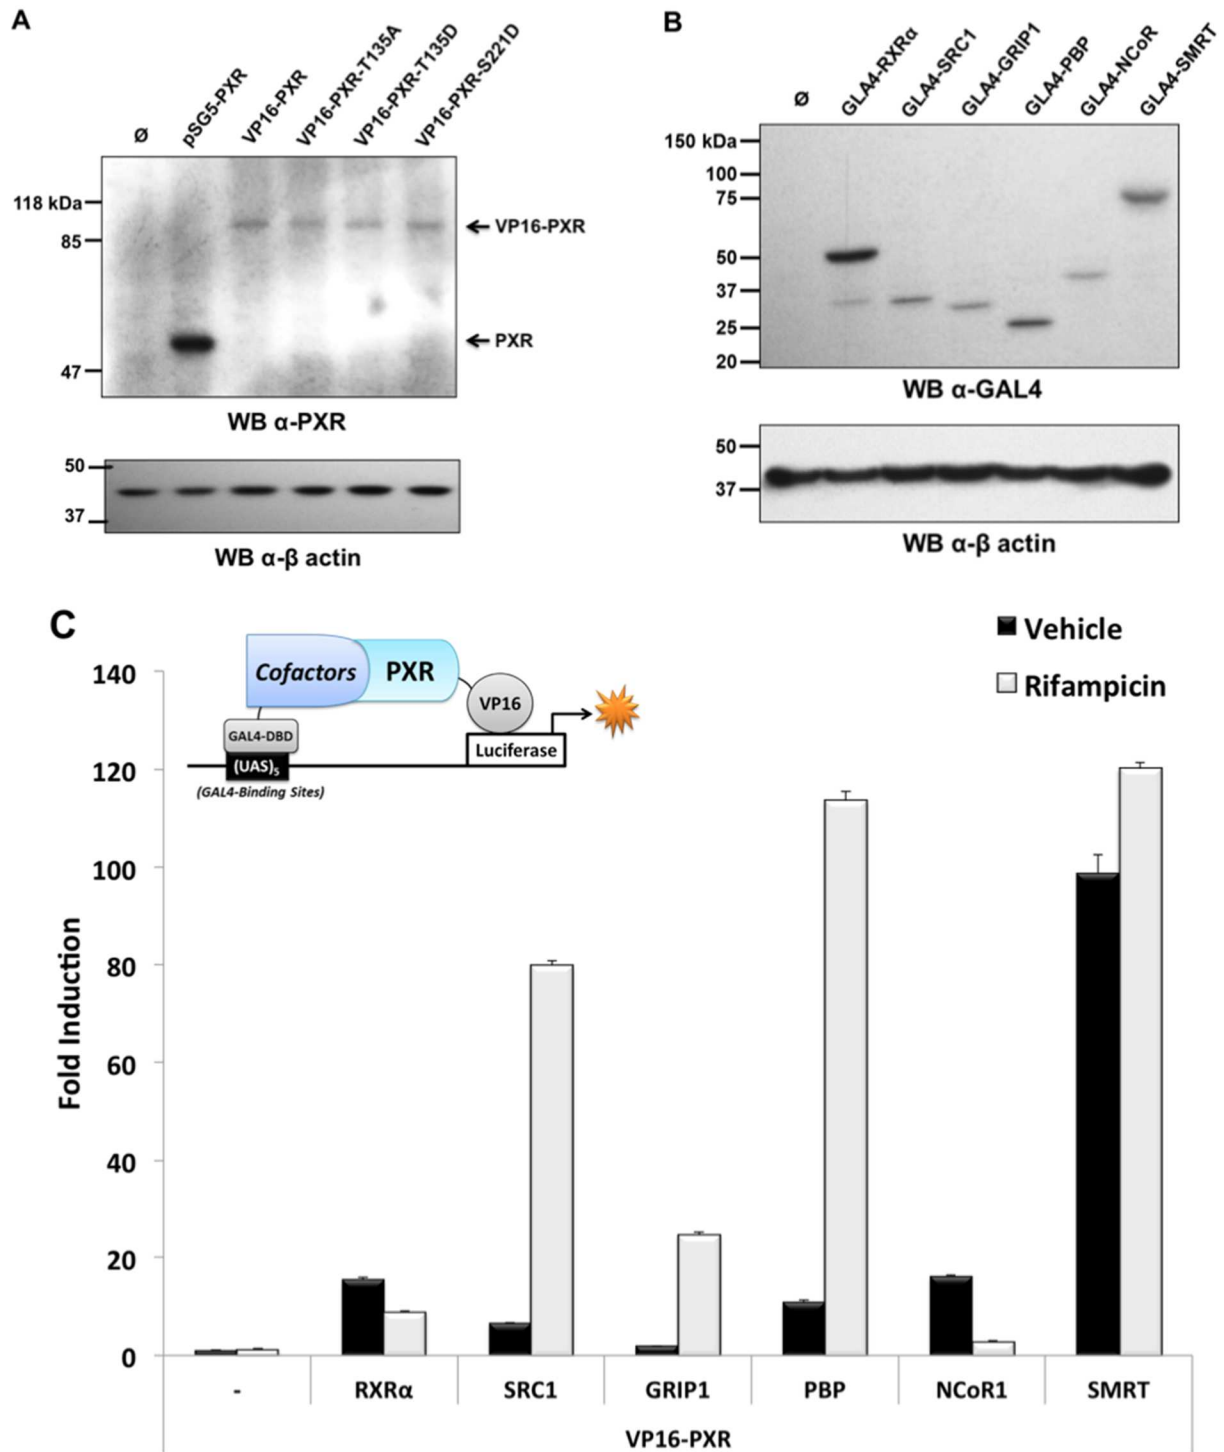 A
Ø
pSG5-PXR
VP16-PXR
VP16-PXR-T135A
VP16-PXR-T135D
VP16-PXR-S221D
118 kDa
85
47
VP16-PXR
PXR
WB α-PXR
50
37
WB α-β actin
B
Ø
GLA4-RXRα
GLA4-SRC1
GLA4-GRIP1
GLA4-PBP
GLA4-NCoR
GLA4-SMRT
150 kDa
100
75
50
37
25
20
WB α-GAL4
50
37
WB α-β actin
C
Vehicle
Rifampicin
Cofactors PXR
VP16
GAL4-DBD
(UAS)5
Luciferase
(GAL4-Binding Sites)
Fold Induction
140
120
100
80
60
40
20
0
- RXRα SRC1 GRIP1 PBP NCoR1 SMRT
VP16-PXR